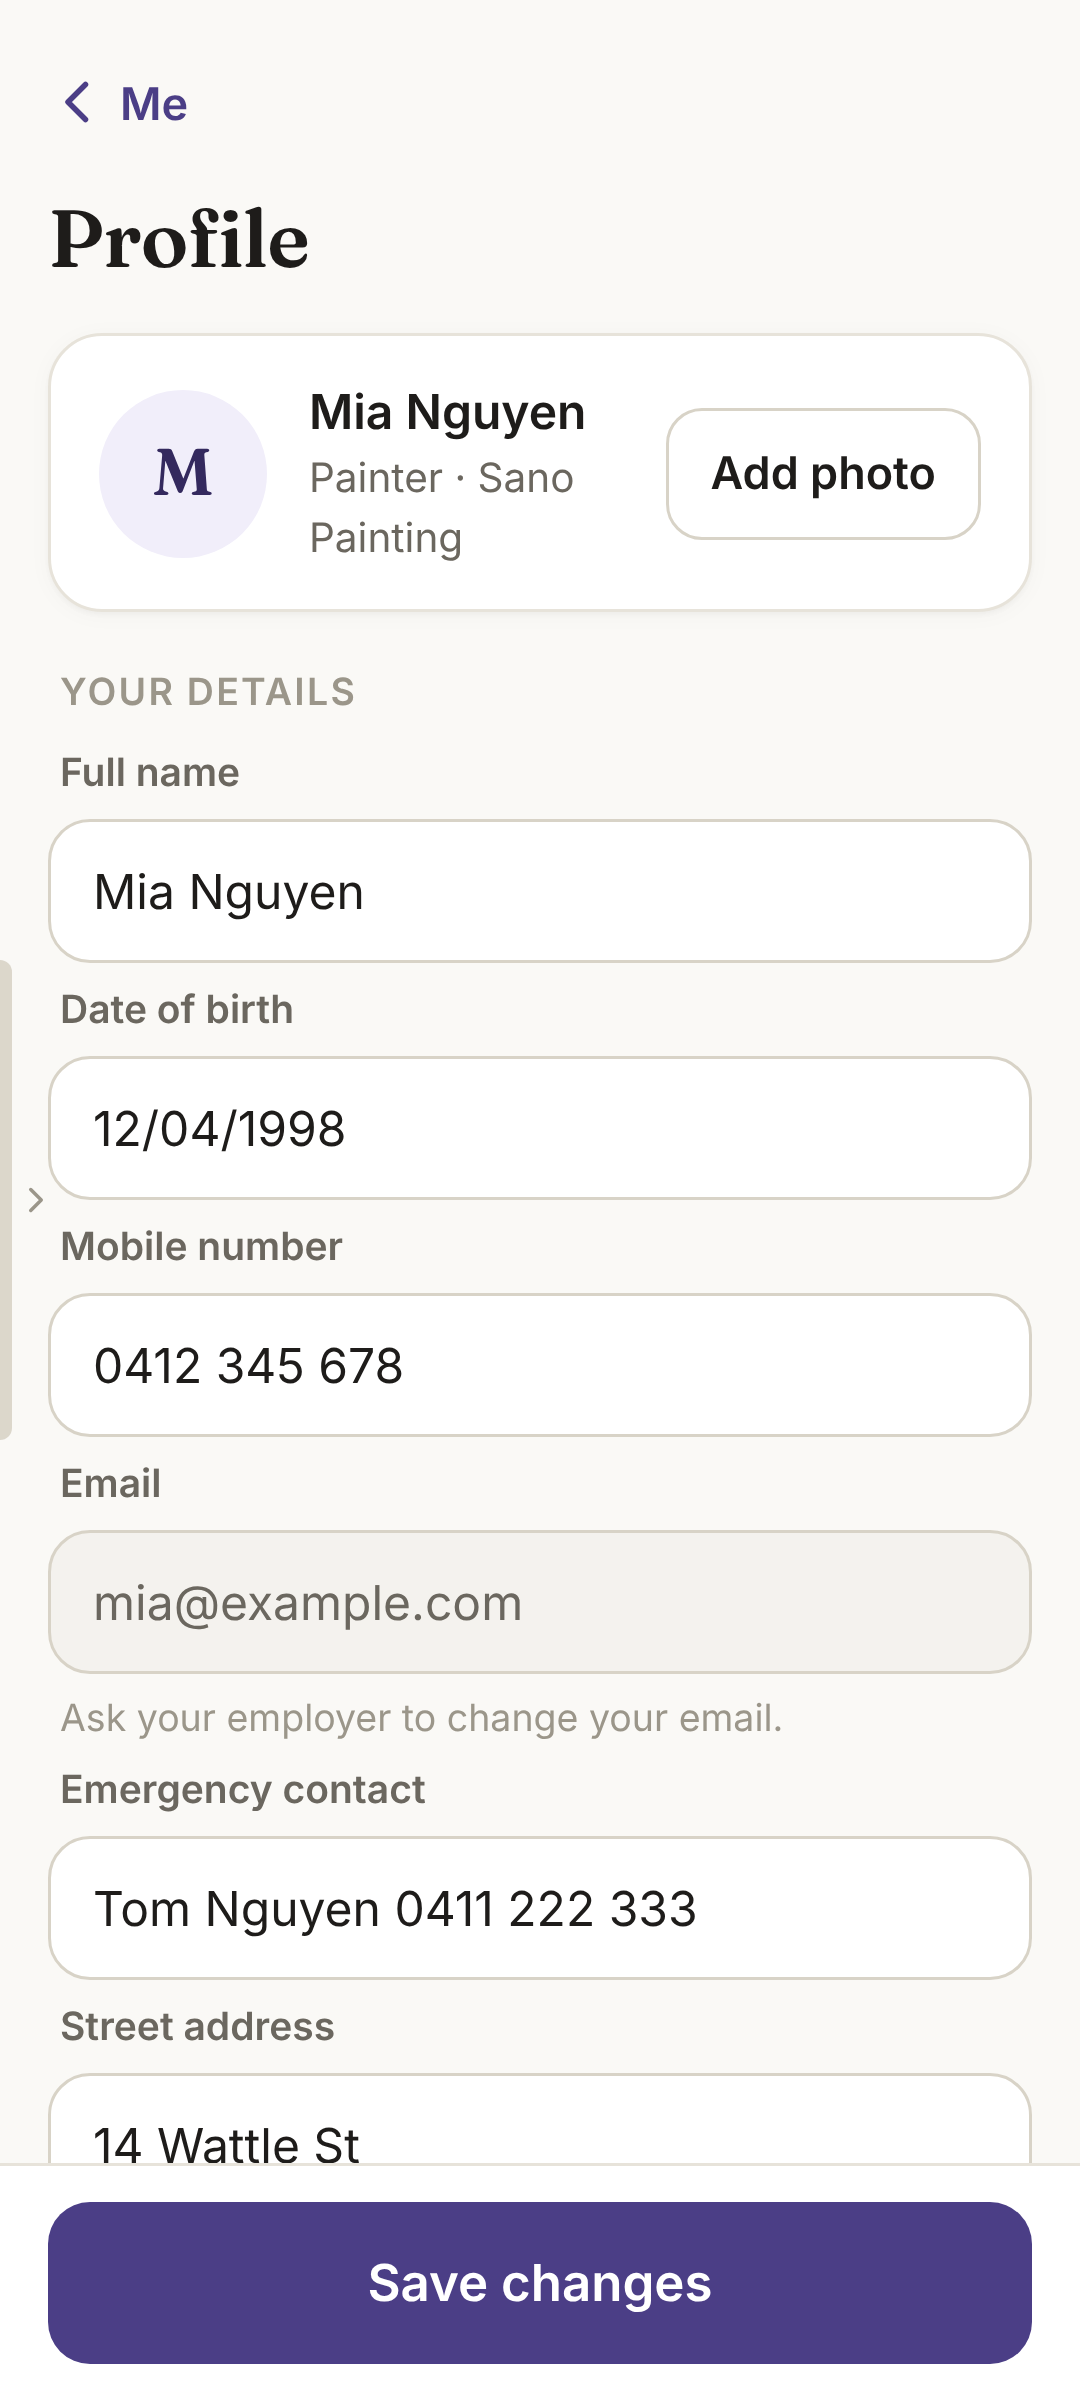 Me
Profile
M
Mia Nguyen
Painter · Sano
Painting
Add photo
YOUR DETAILS
Full name
Mia Nguyen
Date of birth
12/04/1998
Mobile number
0412 345 678
Email
mia@example.com
Ask your employer to change your email.
Emergency contact
Tom Nguyen 0411 222 333
Street address
14 Wattle St
Save changes